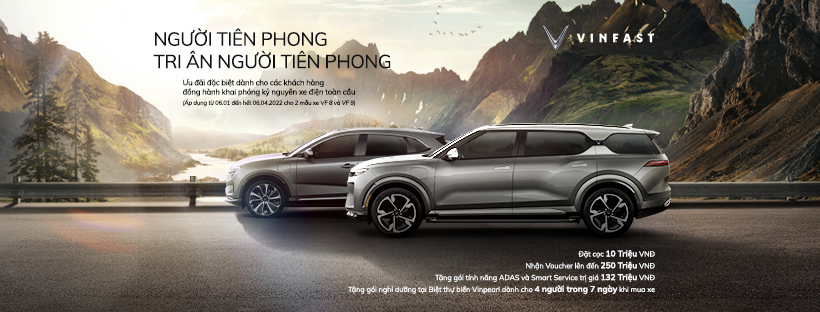 NGƯỜI TIÊN PHONG
TRI ÂN NGƯỜI TIÊN PHONG
Ưu đãi đặc biệt dành cho các khách hàng
đồng hành khai phóng kỷ nguyên xe điện toàn cầu
(Áp dụng từ 06.01 đến hết 06.04.2022 cho 2 mẫu xe VF 8 và VF 9)
VINFAST
Đặt cọc 10 Triệu VNĐ
Nhận Voucher lên đến 250 Triệu VNĐ
Tặng gói tính năng ADAS và Smart Service trị giá 132 Triệu VNĐ
Tặng gói nghỉ dưỡng tại Biệt thự biển Vinpearl dành cho 4 người trong 7 ngày khi mua xe